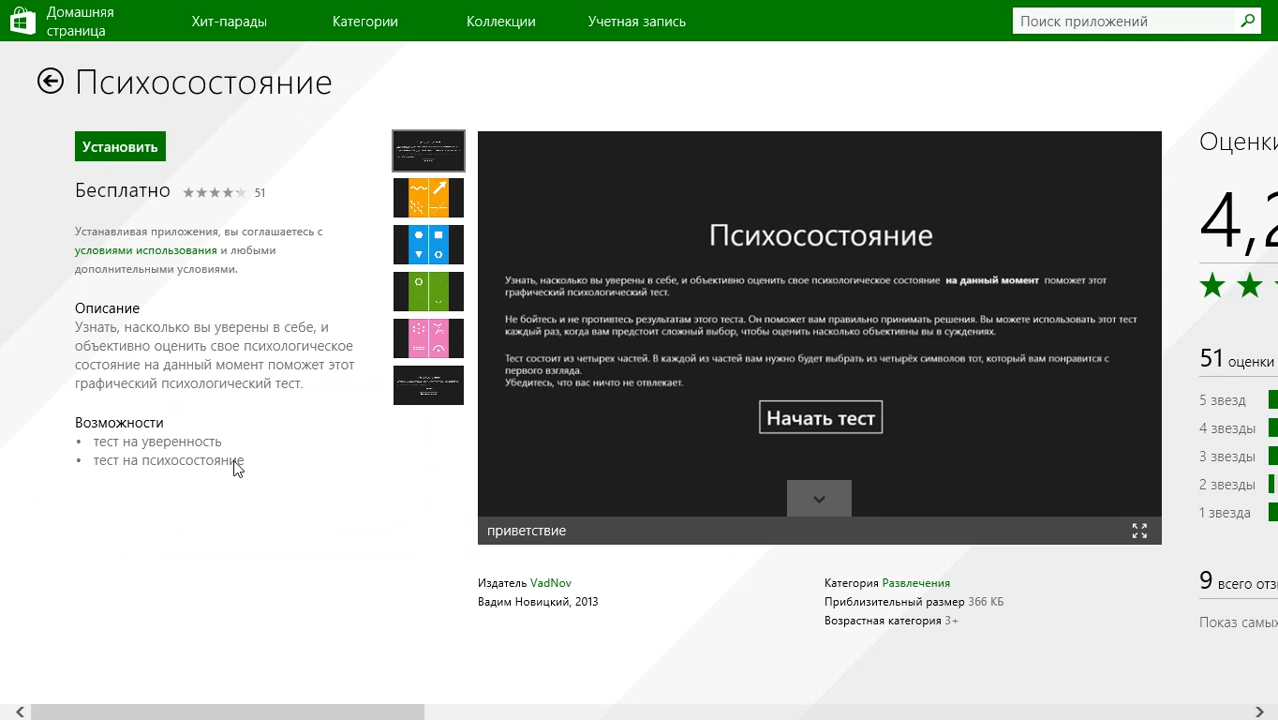 Домашняя
страница
Хит-парады
Категории
Коллекции
Учетная запись
Поиск приложений
Психосостояние
Установить
Бесплатно
51
Устанавливая приложения, вы соглашаетесь с
условиями использования и любыми
дополнительными условиями.
Описание
Узнать, насколько вы уверены в себе, и
объективно оценить свое психологическое
состояние на данный момент поможет этот
графический психологический тест.
Возможности
• тест на уверенность
• тест на психосостояние
Психосостояние
Узнать, насколько вы уверены в себе, и объективно оценить свое психологическое состояние на данный момент поможет этот
графический психологический тест.
Не бойтесь и не противтесь результатам этого теста. Он поможет вам правильно принимать решения. Вы можете использовать этот тест
каждый раз, когда вам предстоит сложный выбор, чтобы оценить насколько объективны вы в суждениях.
Тест состоит из четырех частей. В каждой из частей вам нужно будет выбрать из четырёх символов тот, который вам понравится с
первого взгляда.
Убедитесь, что вас ничто не отвлекает.
Начать тест
приветствие
Издатель VadNov
Вадим Новицкий, 2013
Категория Развлечения
Приблизительный размер 366 КБ
Возрастная категория 3+
Оценки
4,2
51 оценки
5 звезд
4 звезды
3 звезды
2 звезды
1 звезда
9 всего отз
Показ самых